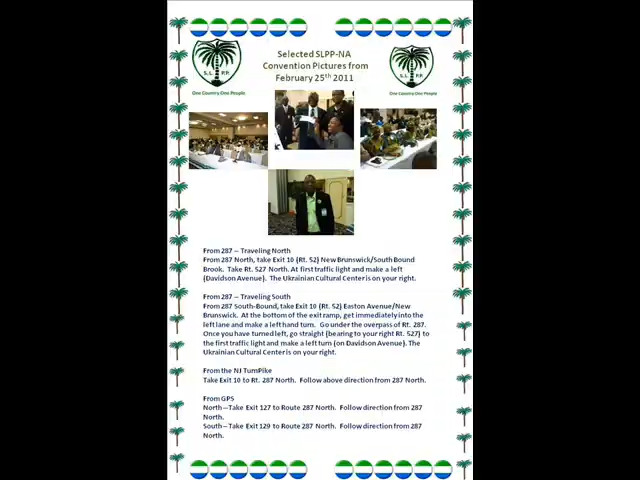 Selected SLPP-NA
Convention Pictures from
February 25th 2011
S.L P.P.
One Country One People
S.L P.P.
One Country One People
From 287 – Traveling North
From 287 North, take Exit 10 (Rt. 52) New Brunswick/South Bound
Brook. Take Rt. 527 North. At first traffic light and make a left
(Davidson Avenue). The Ukrainian Cultural Center is on your right.
From 287 – Traveling South
From 287 South-Bound, take Exit 10 (Rt. 52) Easton Avenue/New
Brunswick. At the bottom of the exit ramp, get immediately into the
left lane and make a left hand turn. Go under the overpass of Rt. 287.
Once you have turned left, go straight (bearing to your right Rt. 527) to
the first traffic light and make a left turn (on Davidson Avenue). The
Ukrainian Cultural Center is on your right.
From the NJ TurnPike
Take Exit 10 to Rt. 287 North. Follow above direction from 287 North.
From GPS
North—Take Exit 127 to Route 287 North. Follow direction from 287
North.
South—Take Exit 129 to Route 287 North. Follow direction from 287
North.